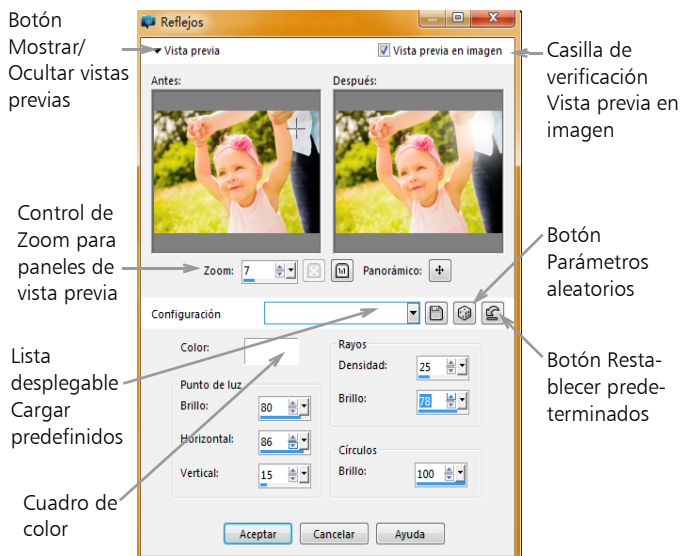 Botón
Mostrar/
Ocultar vistas
previas
Reflejos
Vista previa
Vista previa en imagen
Casilla de
verificación
Vista previa en
imagen
Antes:
Después:
Control de
Zoom para
paneles de
vista previa
Zoom: 7
1:1
Panorámico:
Botón
Parámetros
aleatorios
Configuración
Lista
desplegable
Cargar
predefinidos
Botón Resta-
blecer prede-
terminados
Color:
Punto de luz
Brillo: 80
Horizontal: 86
Vertical: 15
Rayos
Densidad: 25
Brillo: 78
Círculos
Brillo: 100
Cuadro de
color
Aceptar
Cancelar
Ayuda